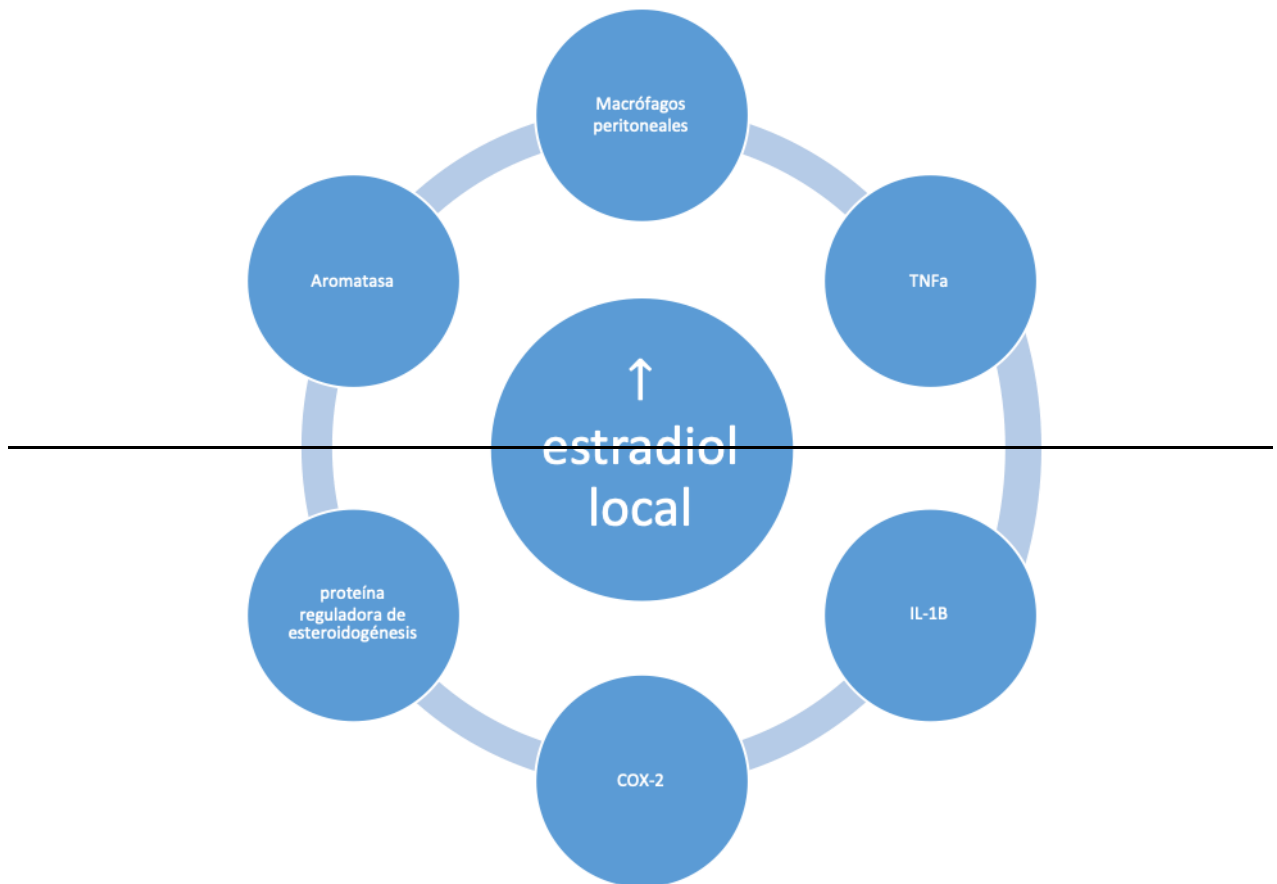 Macrófagos
peritoneales
Aromatasa
TNFa
↑
estradiol
local
proteína
reguladora de
esteroidogénesis
IL-1B
COX-2